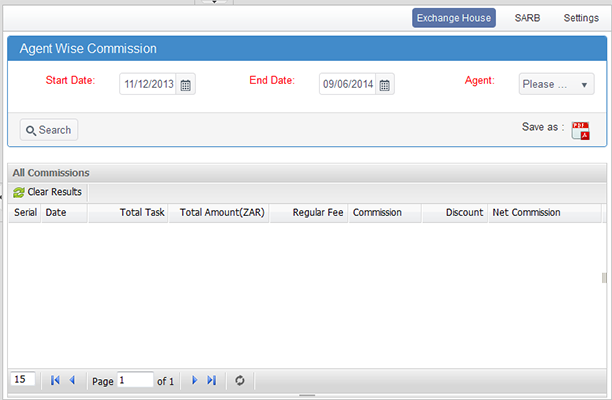 Exchange House SARB Settings
Agent Wise Commission
Start Date: 11/12/2013 End Date: 09/06/2014 Agent: Please ...
Search Save as : PDF
All Commissions
Clear Results
Serial Date Total Task Total Amount(ZAR) Regular Fee Commission Discount Net Commission
15 Page 1 of 1